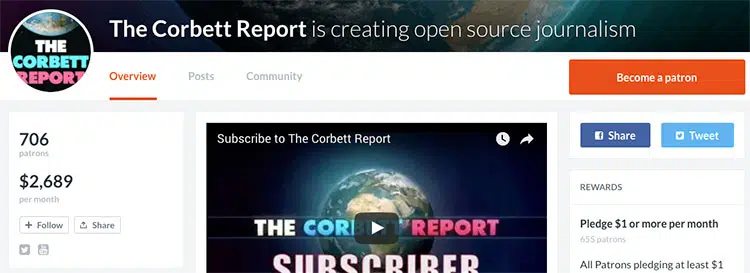 The Corbett Report is creating open source journalism
THE
CORBETT
REPORT
Overview
Posts
Community
Become a patron
706
patrons
$2,689
per month
+ Follow
Share
Subscribe to The Corbett Report
THE CORBETT REPORT
SUBSCRIBER
Share
Tweet
REWARDS
Pledge $1 or more per month
655 patrons
All Patrons pledging at least $1